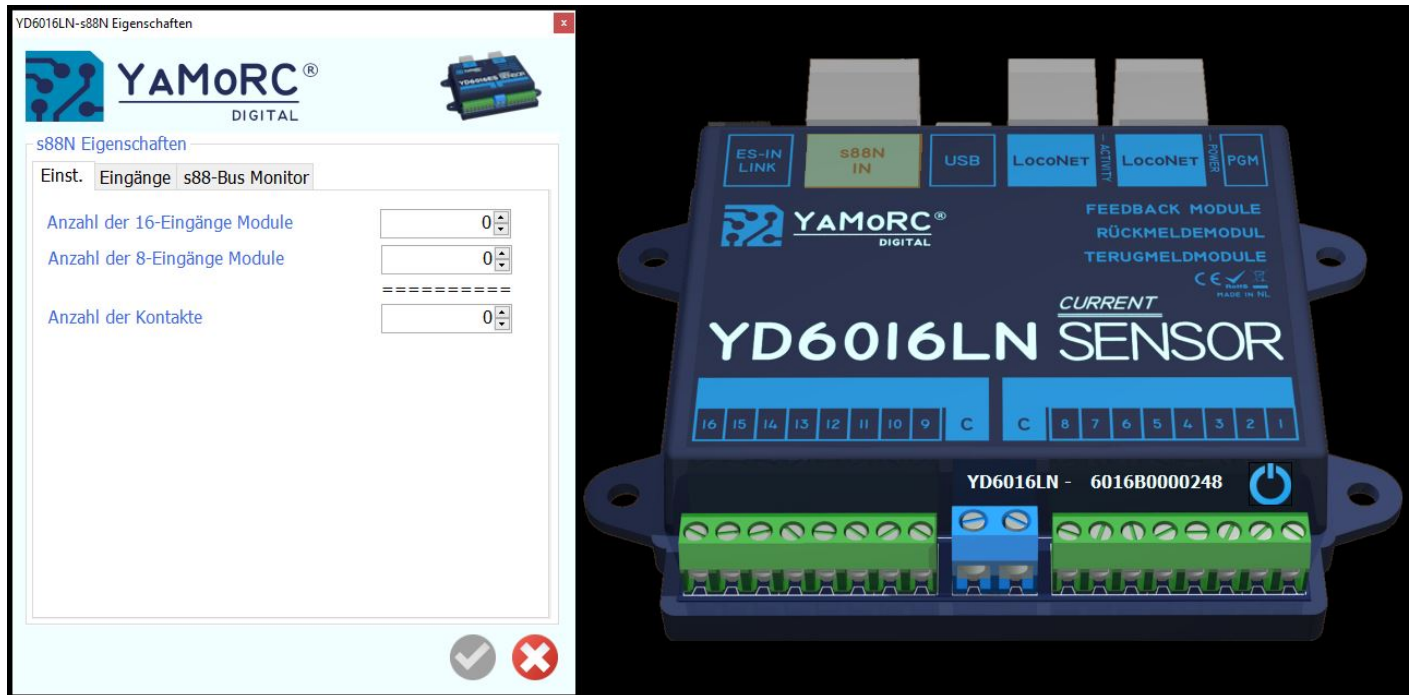 YD6016LN-s88N Eigenschaften
x
YAMORC®
DIGITAL
s88N Eigenschaften
Einst. Eingänge s88-Bus Monitor
Anzahl der 16-Eingänge Module 0
Anzahl der 8-Eingänge Module 0
==========
Anzahl der Kontakte 0
ES-IN LINK
s88N IN
USB
LocoNet
ACTIVITY
LocoNet
POWER
PGM
YAMORC®
DIGITAL
FEEDBACK MODULE
RÜCKMELDEMODUL
TERUGMELDMODULE
CE RoHS
MADE IN NL
CURRENT
YD6016LN SENSOR
16 15 14 13 12 11 10 9 C C 8 7 6 5 4 3 2 1
YD6016LN - 6016B0000248